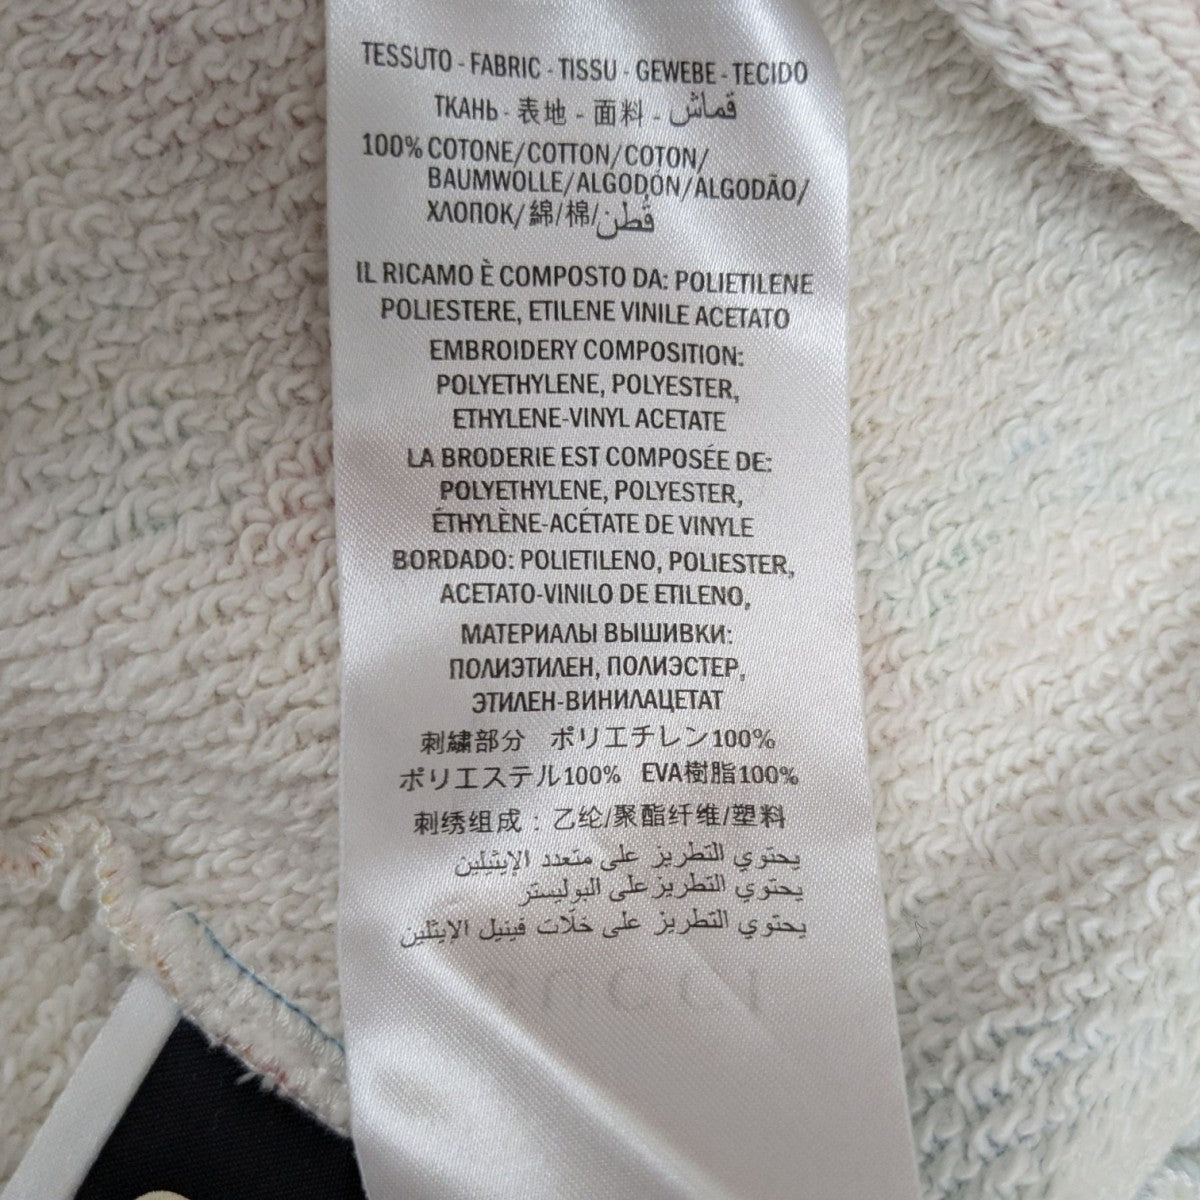 TESSUTO - FABRIC - TISSU - GEWEBE - TECIDO
ТКАНЬ - 表地 - 面料 - قماش
100% COTONE/COTTON/COTON/
BAUMWOLLE/ALGODÓN/ALGODÃO/
ХЛОПОК/綿/棉/قُطن
IL RICAMO È COMPOSTO DA: POLIETILENE
POLIESTERE, ETILENE VINILE ACETATO
EMBROIDERY COMPOSITION:
POLYETHYLENE, POLYESTER,
ETHYLENE-VINYL ACETATE
LA BRODERIE EST COMPOSÉE DE:
POLYETHYLENE, POLYESTER,
ÉTHYLÈNE-ACÉTATE DE VINYLE
BORDADO: POLIETILENO, POLIESTER,
ACETATO-VINILO DE ETILENO,
МАТЕРИАЛЫ ВЫШИВКИ:
ПОЛИЭТИЛЕН, ПОЛИЭСТЕР,
ЭТИЛЕН-ВИНИЛАЦЕТАТ
刺繍部分 ポリエチレン100%
ポリエステル100% EVA樹脂100%
刺绣组成：乙纶/聚酯纤维/塑料
يحتوي التطريز على متعدد الإيثيلين
يحتوي التطريز على البوليستر
يحتوي التطريز على خلّات فينيل الايثلين